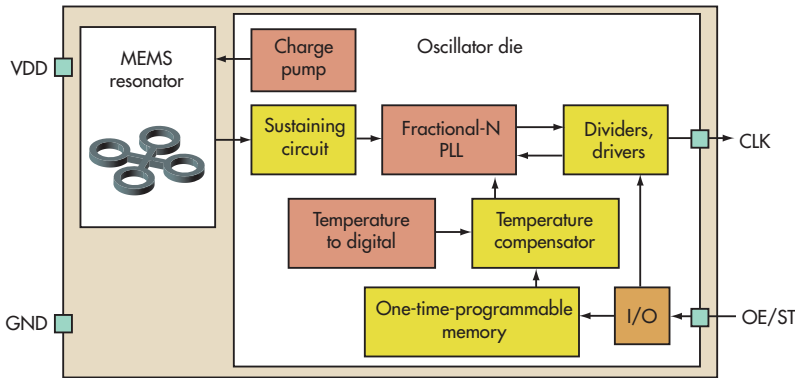 VDD
MEMS
resonator
Charge
pump
Oscillator die
Sustaining
circuit
Fractional-N
PLL
Dividers,
drivers
CLK
Temperature
to digital
Temperature
compensator
GND
One-time-programmable
memory
I/O
OE/ST